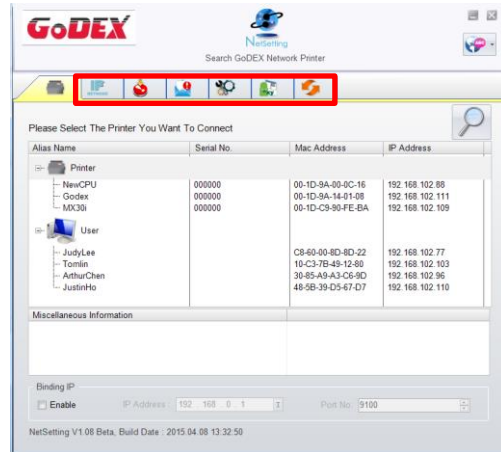 GoDEX
NetSetting
Search GoDEX Network Printer
IP
NETWORK
Please Select The Printer You Want To Connect
Alias Name Serial No. Mac Address IP Address
Printer
NewCPU 000000 00-1D-9A-00-0C-16 192.168.102.88
Godex 000000 00-1D-9A-14-01-08 192.168.102.111
MX30i 000000 00-1D-C9-90-FE-BA 192.168.102.109
User
JudyLee C8-60-00-8D-8D-22 192.168.102.77
Tomlin 10-C3-7B-49-12-80 192.168.102.103
ArthurChen 30-85-A9-A3-C6-9D 192.168.102.96
JustinHo 48-5B-39-D5-67-D7 192.168.102.110
Miscellaneous Information
Binding IP
Enable IP Address : 192 . 168 . 0 . 1 Port No. 9100
NetSetting V1.08 Beta, Build Date : 2015.04.08 13:32:50